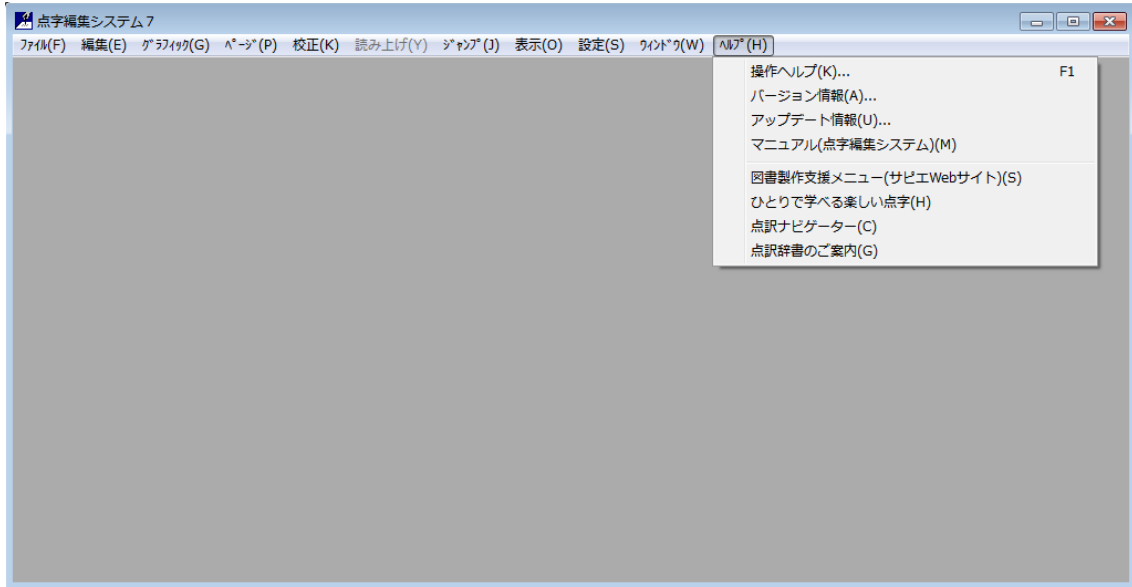 点字編集システム7
ﾌｧｲﾙ(F) 編集(E) ｸﾞﾗﾌｨｯｸ(G) ﾍﾟｰｼﾞ(P) 校正(K) 読み上げ(Y) ｼﾞｬﾝﾌﾟ(J) 表示(O) 設定(S) ｳｨﾝﾄﾞｳ(W) ﾍﾙﾌﾟ(H)
操作ヘルプ(K)... F1
バージョン情報(A)...
アップデート情報(U)...
マニュアル(点字編集システム)(M)
図書製作支援メニュー(サピエWebサイト)(S)
ひとりで学べる楽しい点字(H)
点訳ナビゲーター(C)
点訳辞書のご案内(G)